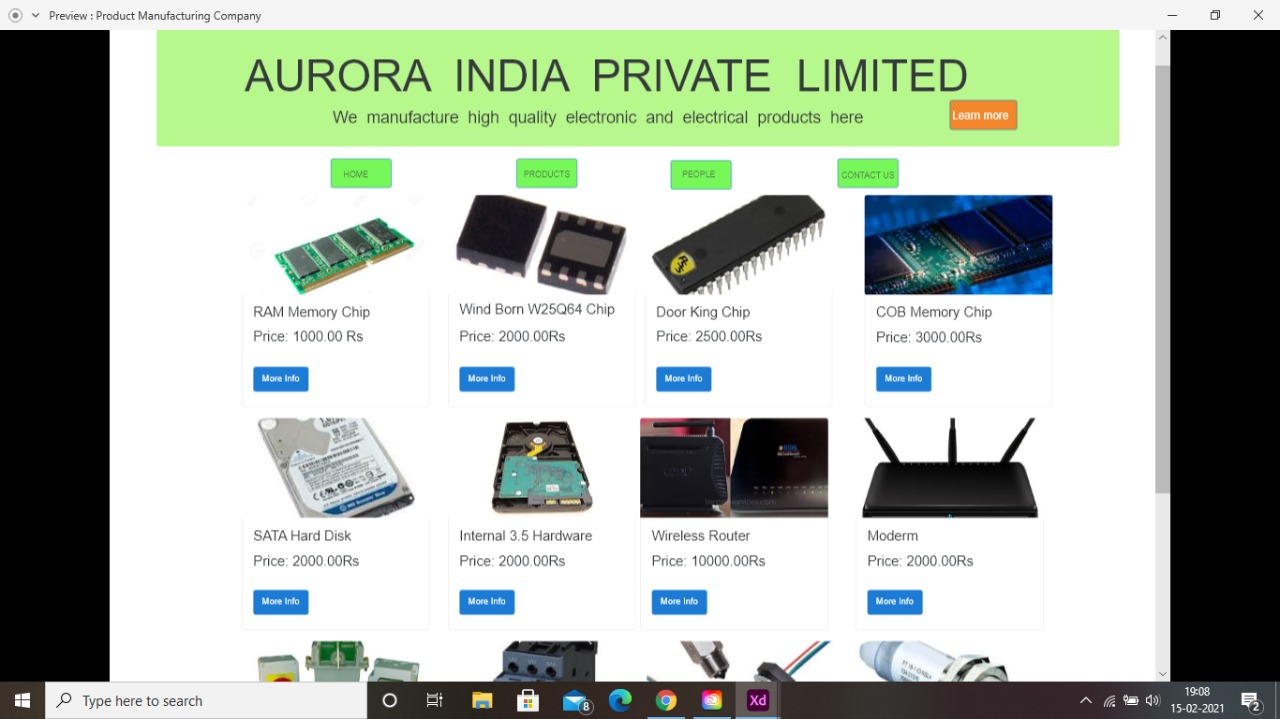 Preview : Product Manufacturing Company
AURORA INDIA PRIVATE LIMITED
We manufacture high quality electronic and electrical products here
Learn more
HOME
PRODUCTS
PEOPLE
CONTACT US
RAM Memory Chip
Price: 1000.00 Rs
More Info
Wind Born W25Q64 Chip
Price: 2000.00Rs
More Info
Door King Chip
Price: 2500.00Rs
More Info
COB Memory Chip
Price: 3000.00Rs
More Info
SATA Hard Disk
Price: 2000.00Rs
More Info
Internal 3.5 Hardware
Price: 2000.00Rs
More Info
Wireless Router
Price: 10000.00Rs
More Info
Moderm
Price: 2000.00Rs
More Info
Type here to search
8
Xd
19:08
15-02-2021
2